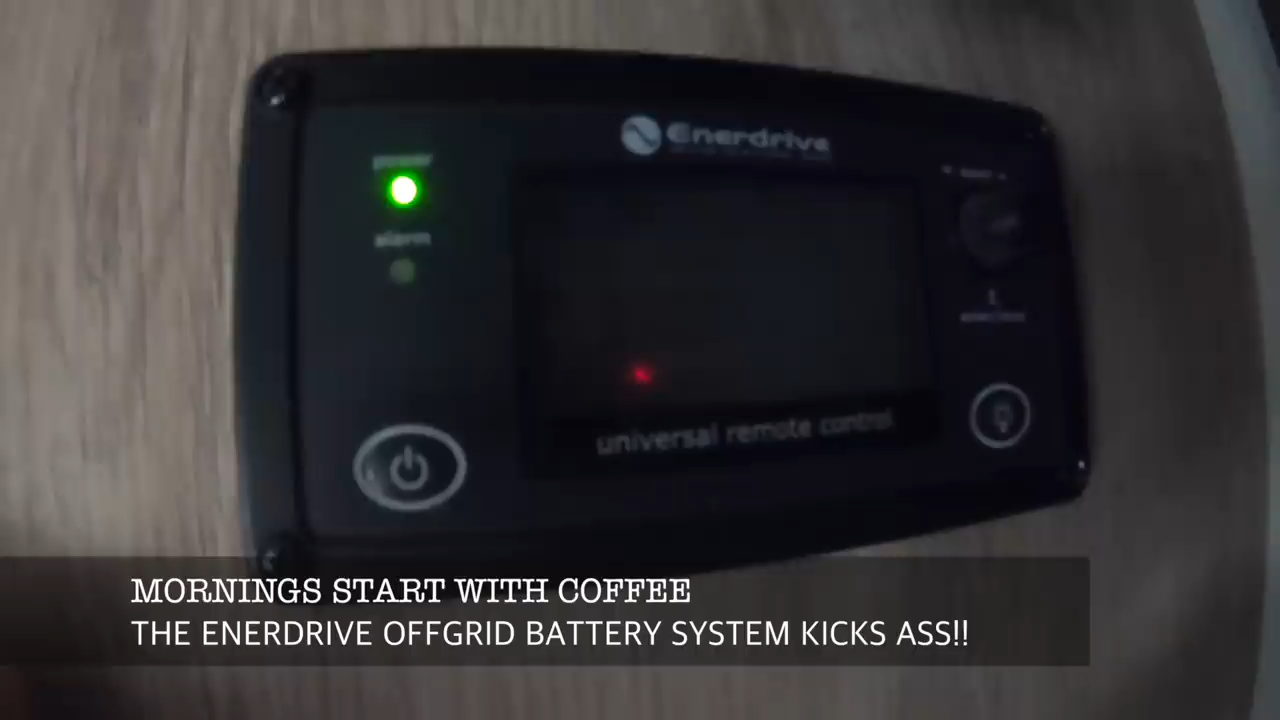 Enerdrive
power
alarm
universal remote control
MORNINGS START WITH COFFEE
THE ENERDRIVE OFFGRID BATTERY SYSTEM KICKS ASS!!